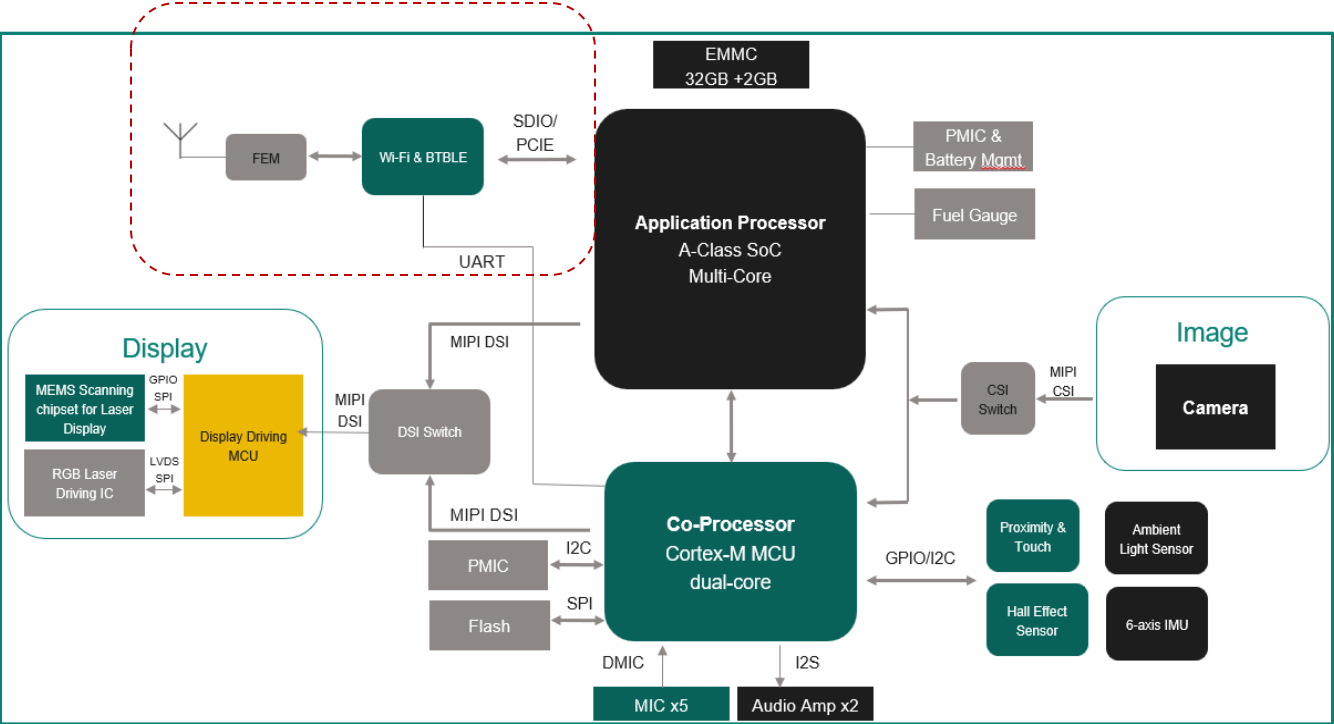 EMMC
32GB +2GB
SDIO/
PCIE
FEM
Wi-Fi & BTBLE
UART
Application Processor
A-Class SoC
Multi-Core
PMIC &
Battery Mgmt
Fuel Gauge
Display
MEMS Scanning
chipset for Laser
Display
GPIO
SPI
RGB Laser
Driving IC
LVDS
SPI
Display Driving
MCU
MIPI
DSI
DSI Switch
MIPI DSI
MIPI DSI
CSI
Switch
MIPI
CSI
Image
Camera
Co-Processor
Cortex-M MCU
dual-core
PMIC
I2C
Flash
SPI
GPIO/I2C
Proximity &
Touch
Ambient
Light Sensor
Hall Effect
Sensor
6-axis IMU
DMIC
I2S
MIC x5
Audio Amp x2